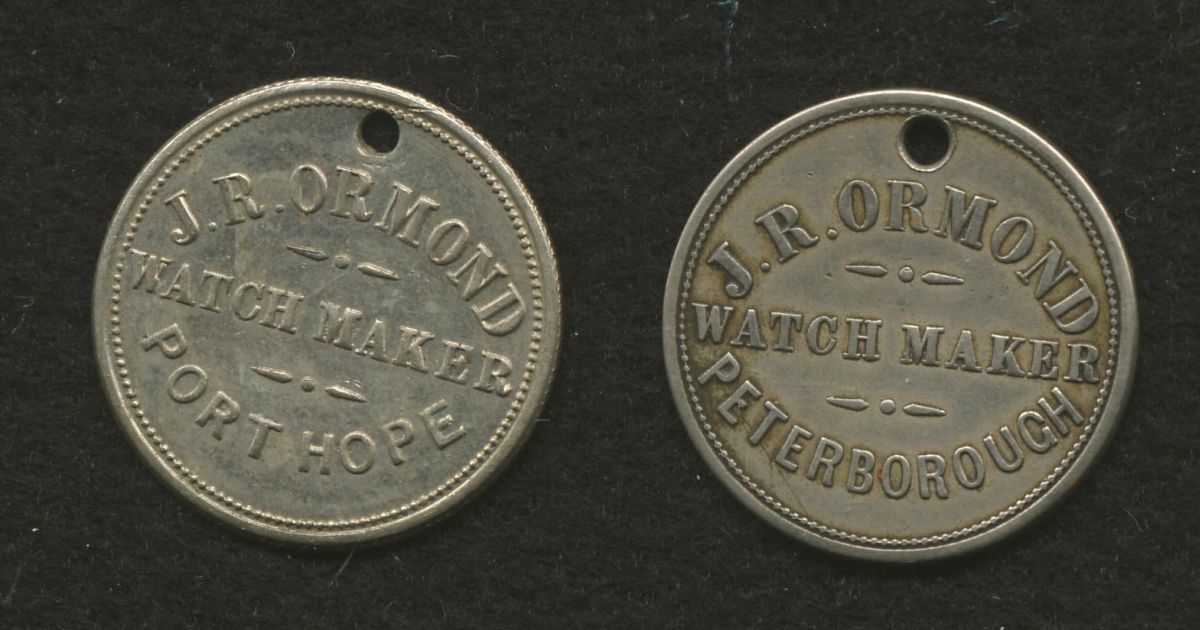 J.R. ORMOND
WATCH MAKER
PORT HOPE
J.R. ORMOND
WATCH MAKER
PETERBOROUGH